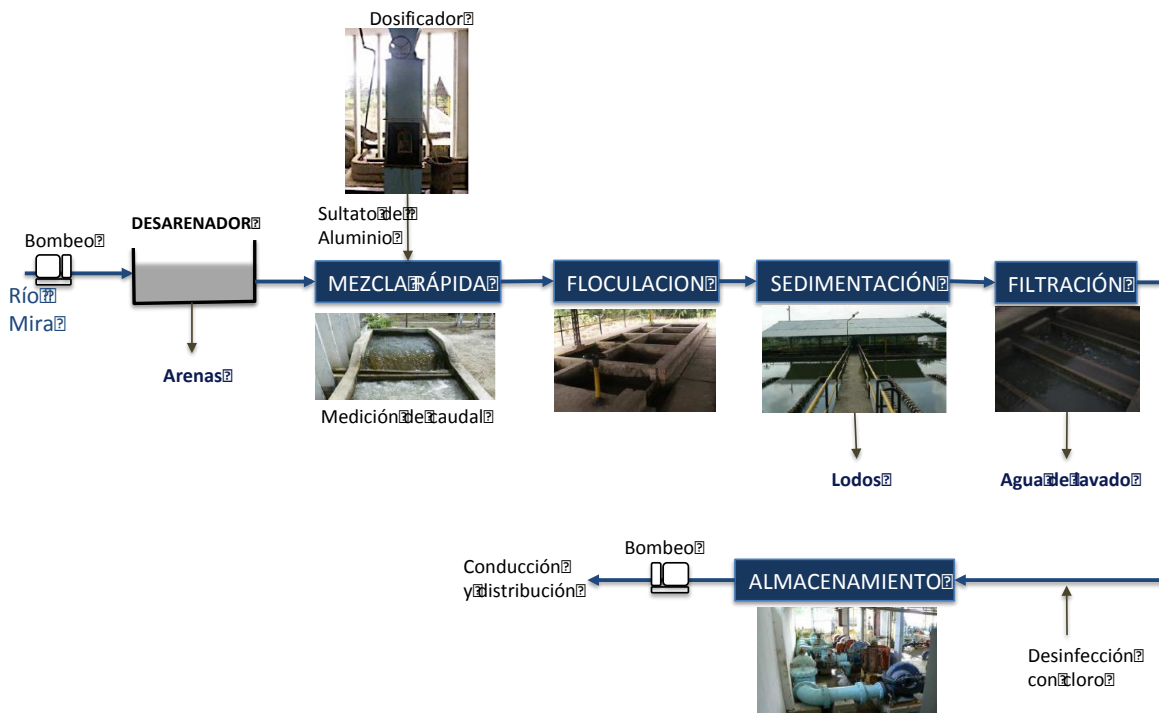 Dosificador
Sultato de
Aluminio
DESARENADOR
Bombeo
Río
Mira
Arenas
MEZCLA RÁPIDA
FLOCULACION
SEDIMENTACIÓN
FILTRACIÓN
Medición de caudal
Lodos
Agua de lavado
Bombeo
Conducción
y distribución
ALMACENAMIENTO
Desinfección
con cloro